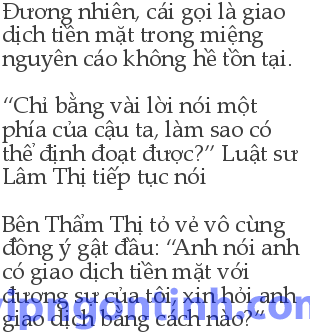 Đương nhiên, cái gọi là giao
dịch tiền mặt trong miệng
nguyên cáo không hề tồn tại.
“Chỉ bằng vài lời nói một
phía của cậu ta, làm sao có
thể định đoạt được?” Luật sư
Lâm Thị tiếp tục nói
Bên Thẩm Thị tỏ vẻ vô cùng
đồng ý gật đầu: “Anh nói anh
có giao dịch tiền mặt với
đương sự của tôi, xin hỏi anh
giao dịch bằng cách nào?”